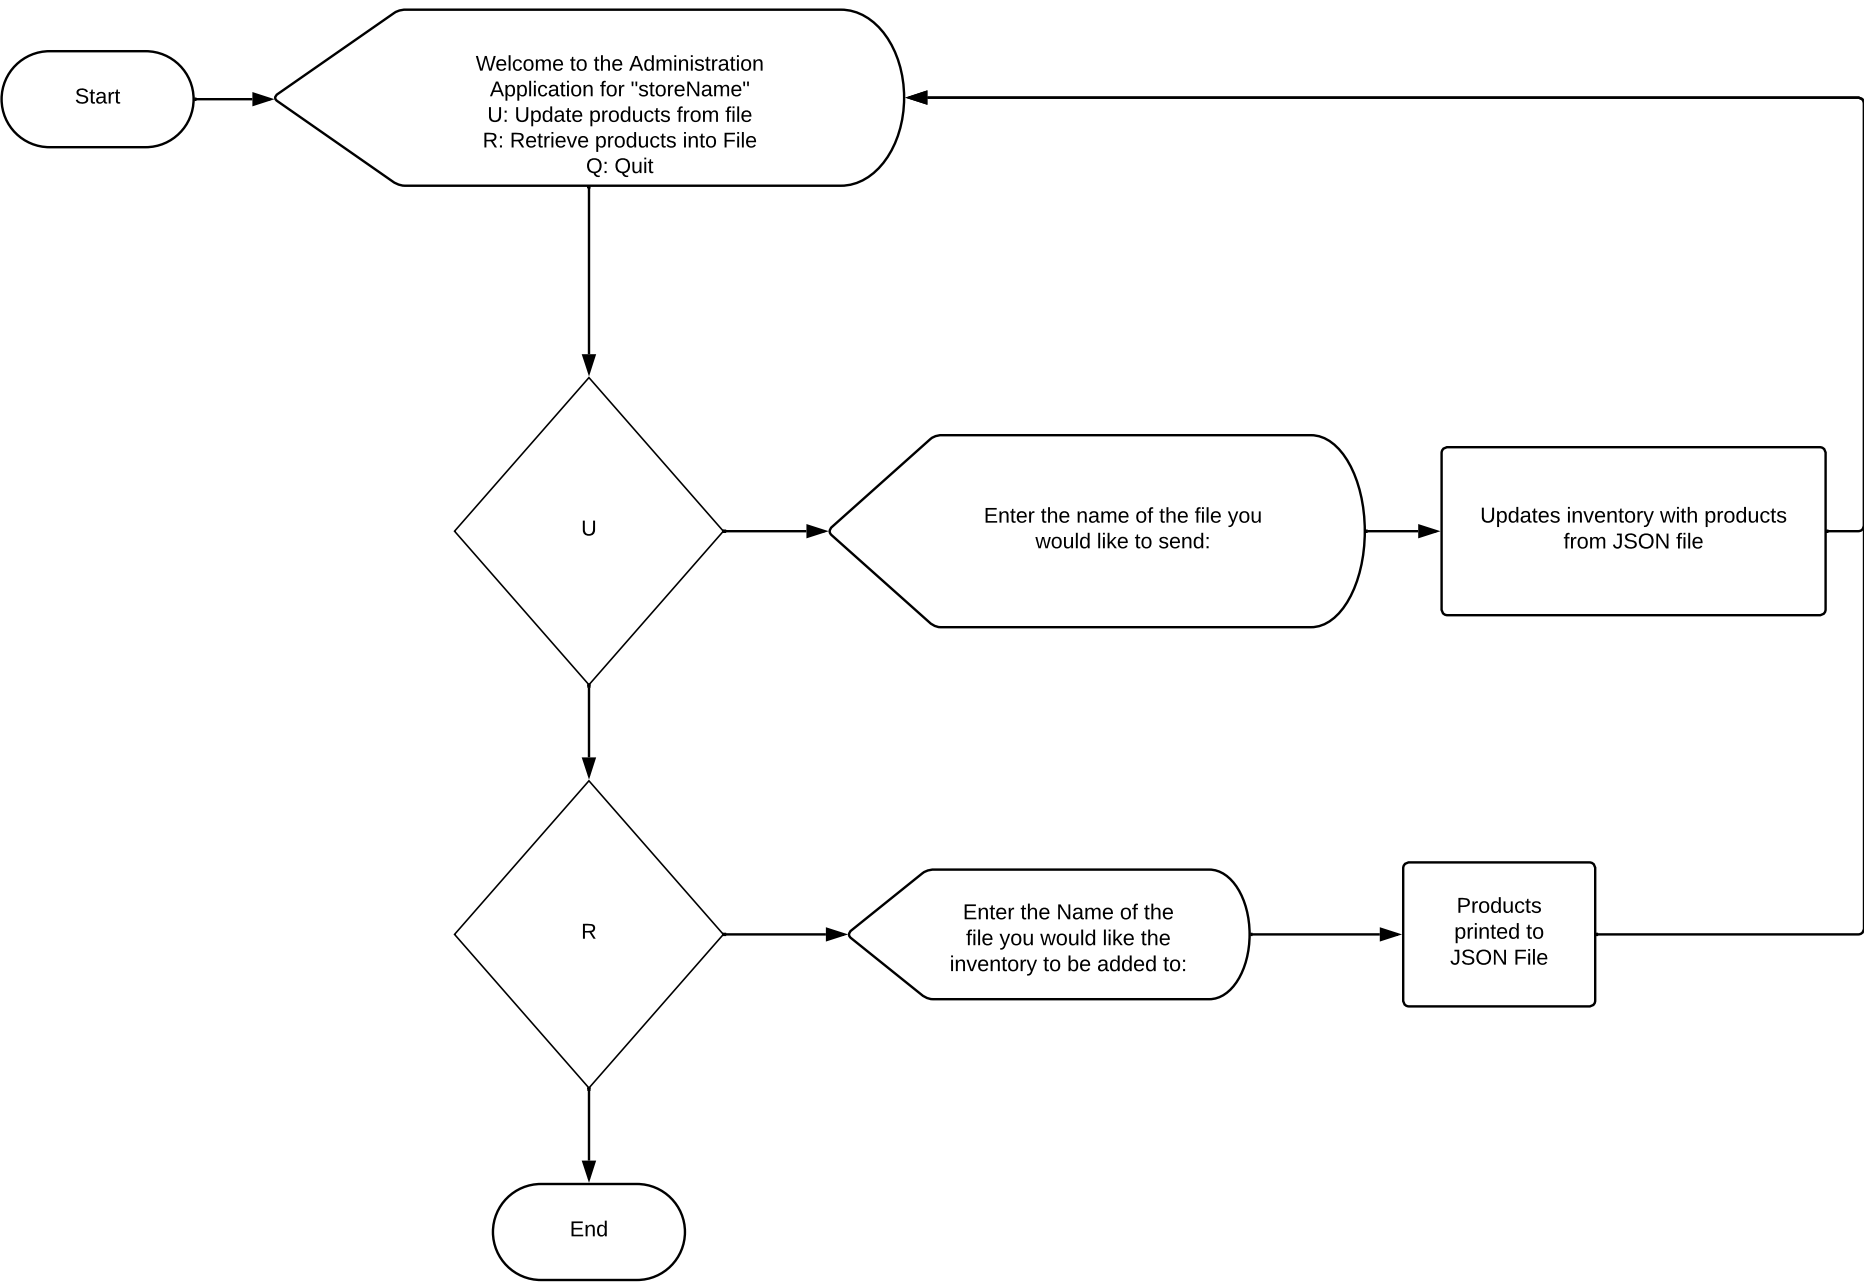 Start
Welcome to the Administration
Application for "storeName"
U: Update products from file
R: Retrieve products into File
Q: Quit
U
Enter the name of the file you
would like to send:
Updates inventory with products
from JSON file
R
Enter the Name of the
file you would like the
inventory to be added to:
Products
printed to
JSON File
End